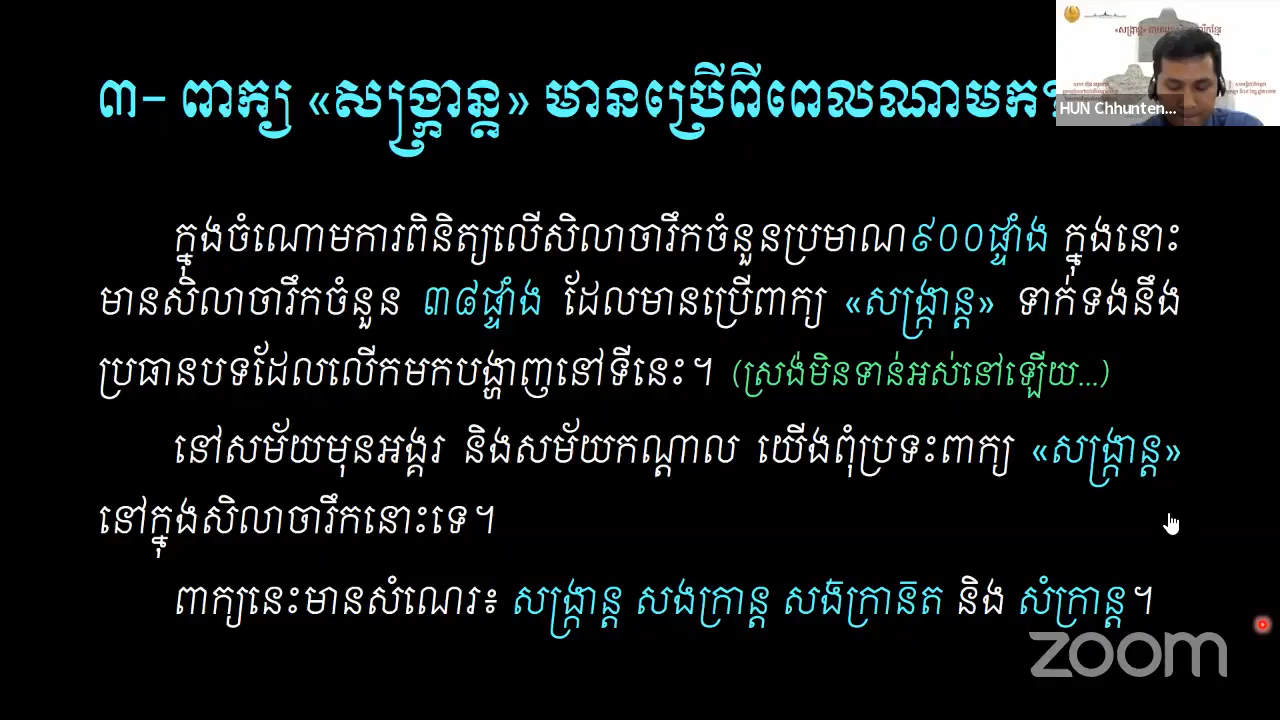 ៣- ពាក្យ «សង្ក្រាន្ត» មានប្រើពីពេលណាមក
HUN Chhunten...
ក្នុងចំណោមការពិនិត្យលើសិលាចារឹកចំនួនប្រមាណ៩០០ផ្ទាំង ក្នុងនោះ
មានសិលាចារឹកចំនួន ៣៨ផ្ទាំង ដែលមានប្រើពាក្យ «សង្ក្រាន្ត» ទាក់ទងនឹង
ប្រធានបទដែលលើកមកបង្ហាញនៅទីនេះ។ (ស្រង់មិនទាន់អស់នៅឡើយ...)
នៅសម័យមុនអង្គរ និងសម័យកណ្ដាល យើងពុំប្រទះពាក្យ «សង្ក្រាន្ត»
នៅក្នុងសិលាចារឹកនោះទេ។
ពាក្យនេះមានសំណេរ៖ សង្ក្រាន្ត សងក្រាន្ត សង៑ក្រាន៑ត និង សំក្រាន្ត។
zoom